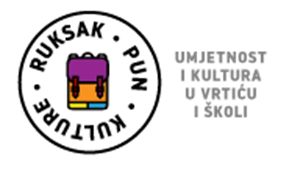 RUKSAK • PUN • KULTURE •
UMJETNOST
I KULTURA
U VRTIĆU
I ŠKOLI